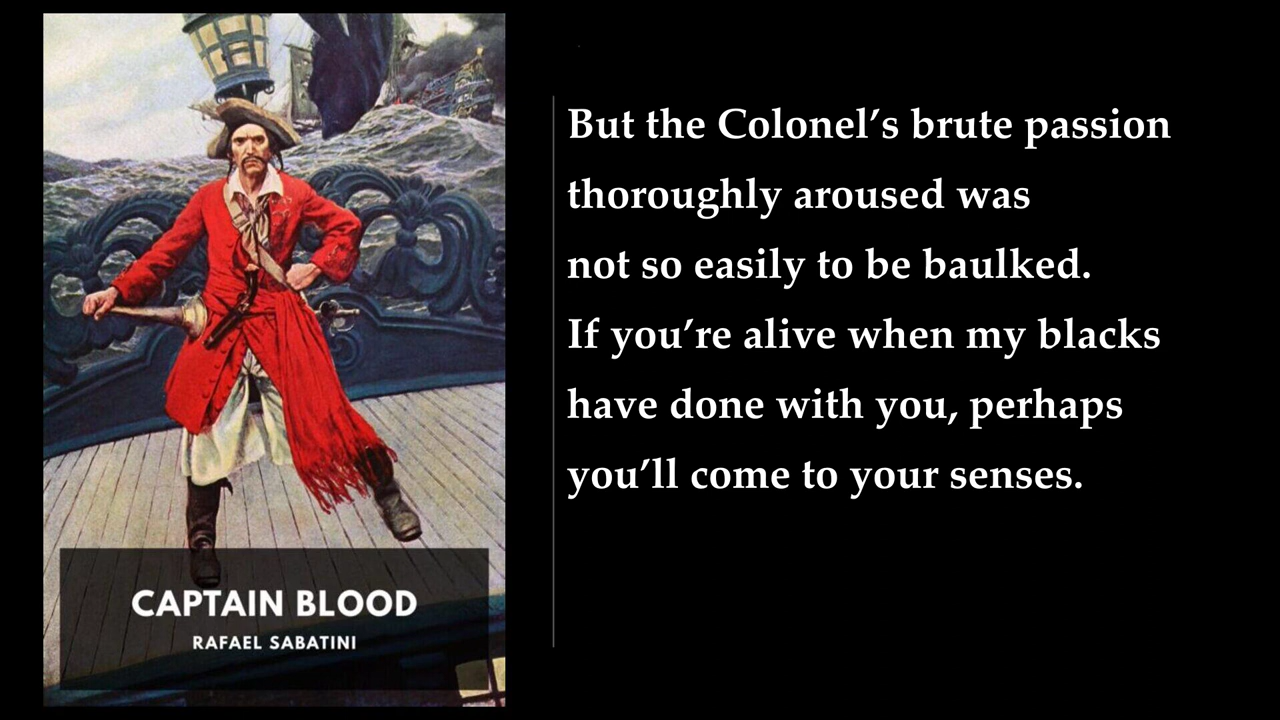 CAPTAIN BLOOD
RAFAEL SABATINI
But the Colonel’s brute passion
thoroughly aroused was
not so easily to be baulked.
If you’re alive when my blacks
have done with you, perhaps
you’ll come to your senses.